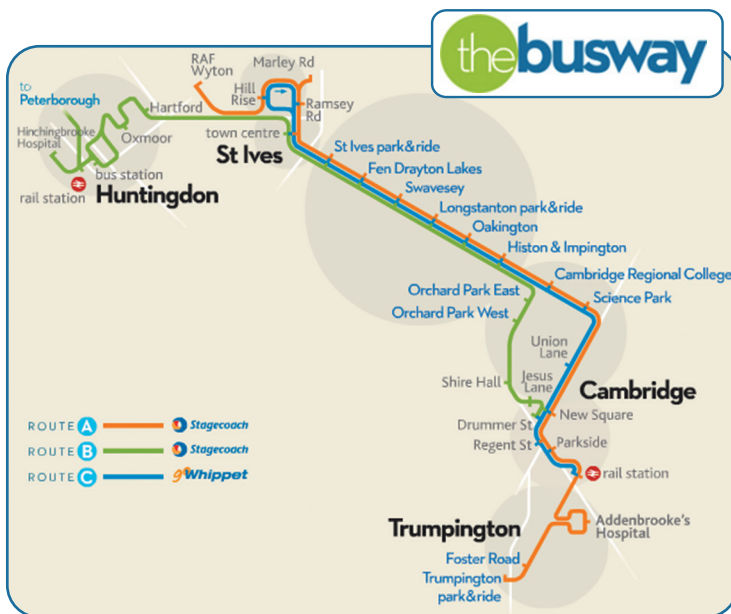 thebusway
to
Peterborough
RAF
Wyton
Marley Rd
Hill
Rise
Ramsey
Rd
Hartford
Hinchingbrooke
Hospital
Oxmoor
town centre
St Ives
bus station
rail station
Huntingdon
St Ives park&ride
Fen Drayton Lakes
Swavesey
Longstanton park&ride
Oakington
Histon & Impington
Cambridge Regional College
Science Park
Orchard Park East
Orchard Park West
Union
Lane
Shire Hall
Jesus
Lane
Cambridge
New Square
Drummer St
Regent St
Parkside
rail station
ROUTE A Stagecoach
ROUTE B Stagecoach
ROUTE C go Whippet
Trumpington
Addenbrooke's
Hospital
Foster Road
Trumpington
park&ride